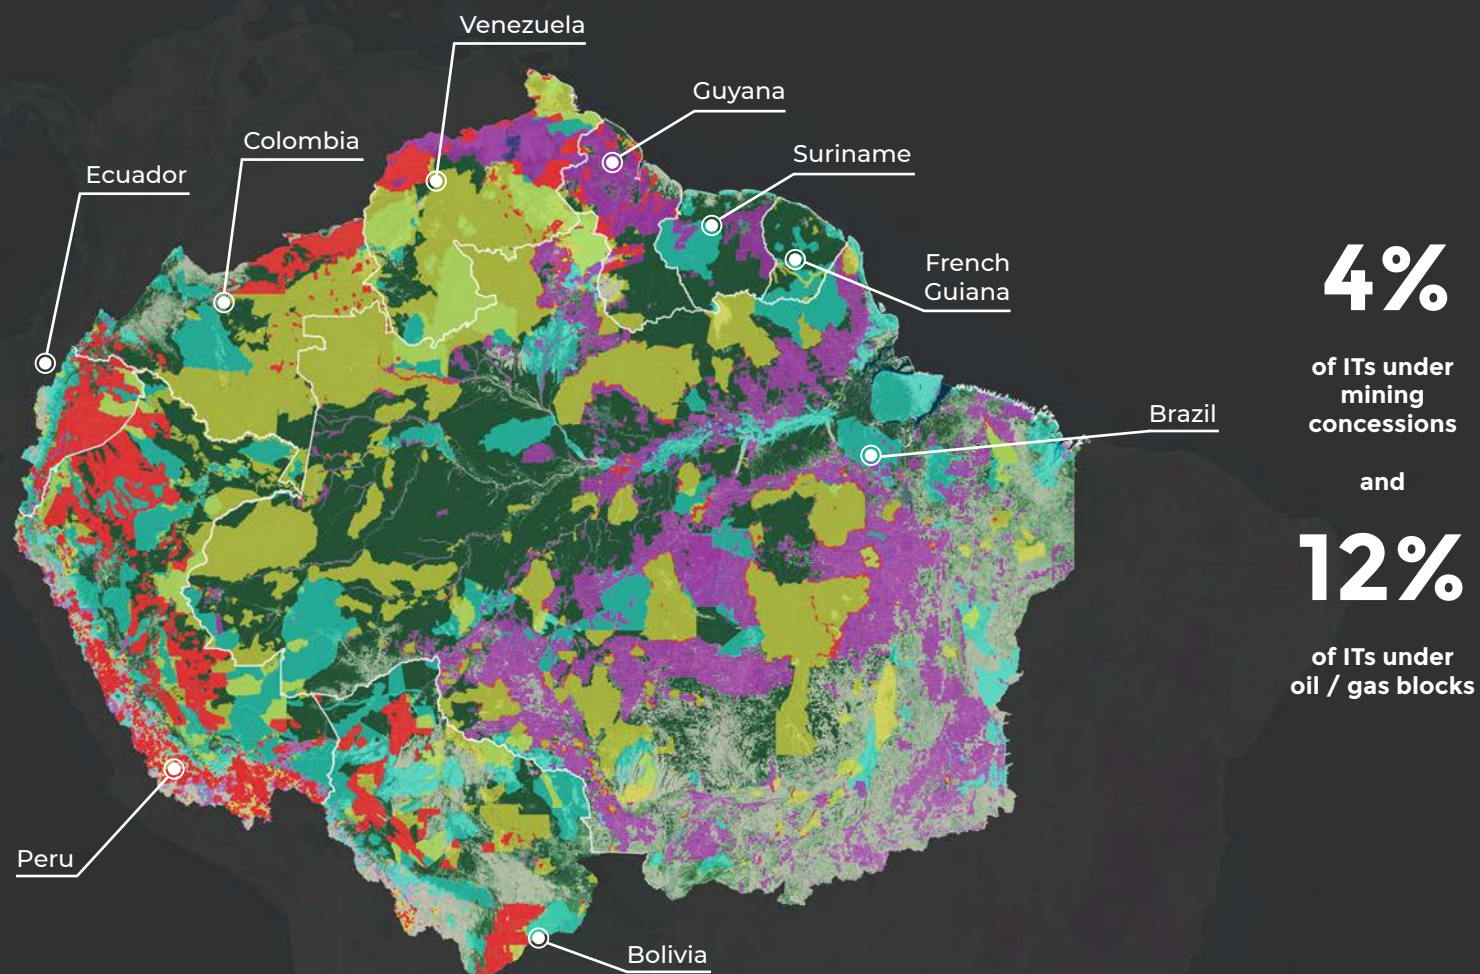 Venezuela
Guyana
Colombia
Suriname
Ecuador
French
Guiana
4%
of ITs under
mining
concessions
Brazil
and
12%
of ITs under
oil / gas blocks
Peru
Bolivia